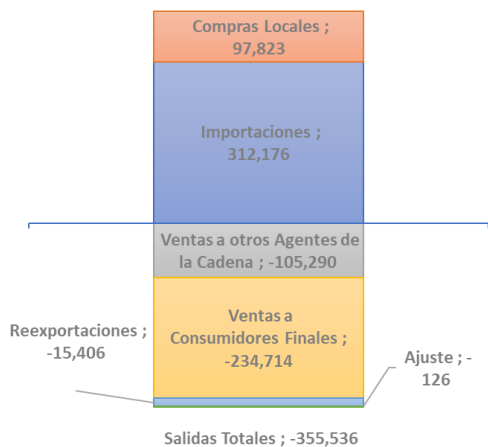 Compras Locales ;
97,823
Importaciones ;
312,176
Ventas a otros Agentes de
la Cadena ; -105,290
Ventas a
Consumidores Finales ;
-234,714
Reexportaciones ;
-15,406
Ajuste ; -
126
Salidas Totales ; -355,536